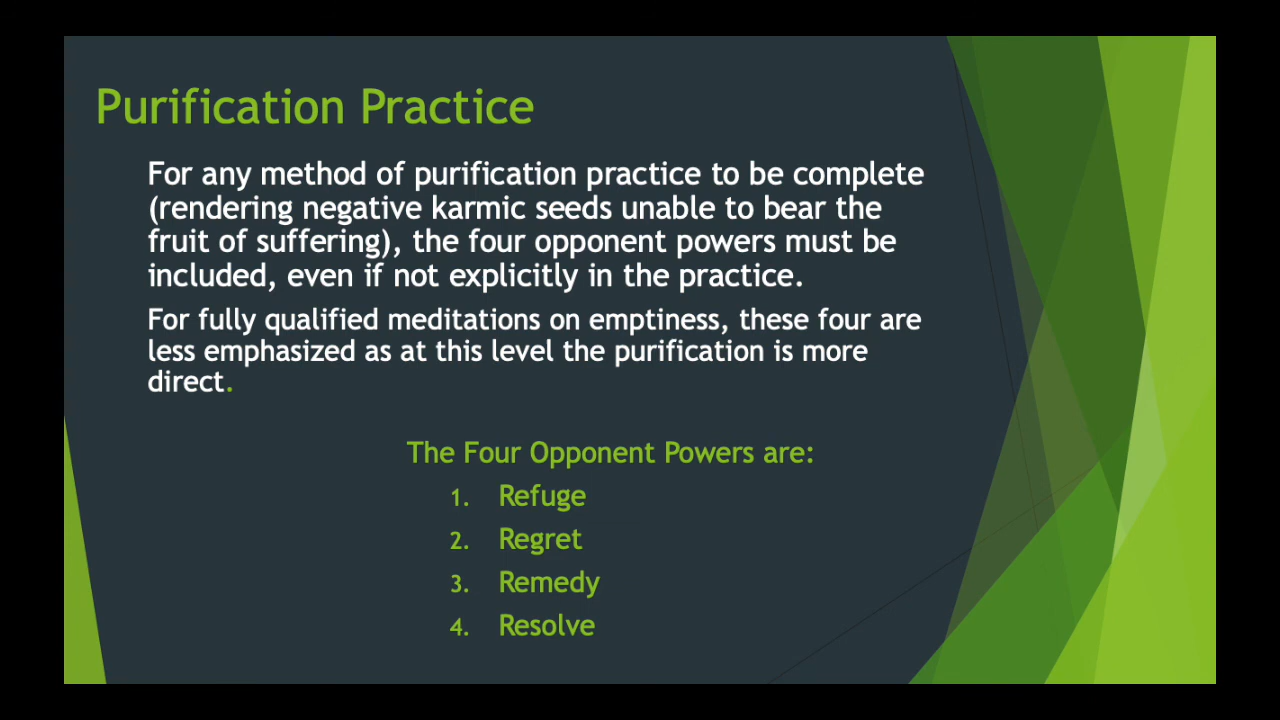 Purification Practice
For any method of purification practice to be complete
(rendering negative karmic seeds unable to bear the
fruit of suffering), the four opponent powers must be
included, even if not explicitly in the practice.
For fully qualified meditations on emptiness, these four are
less emphasized as at this level the purification is more
direct.
The Four Opponent Powers are:
1. Refuge
2. Regret
3. Remedy
4. Resolve